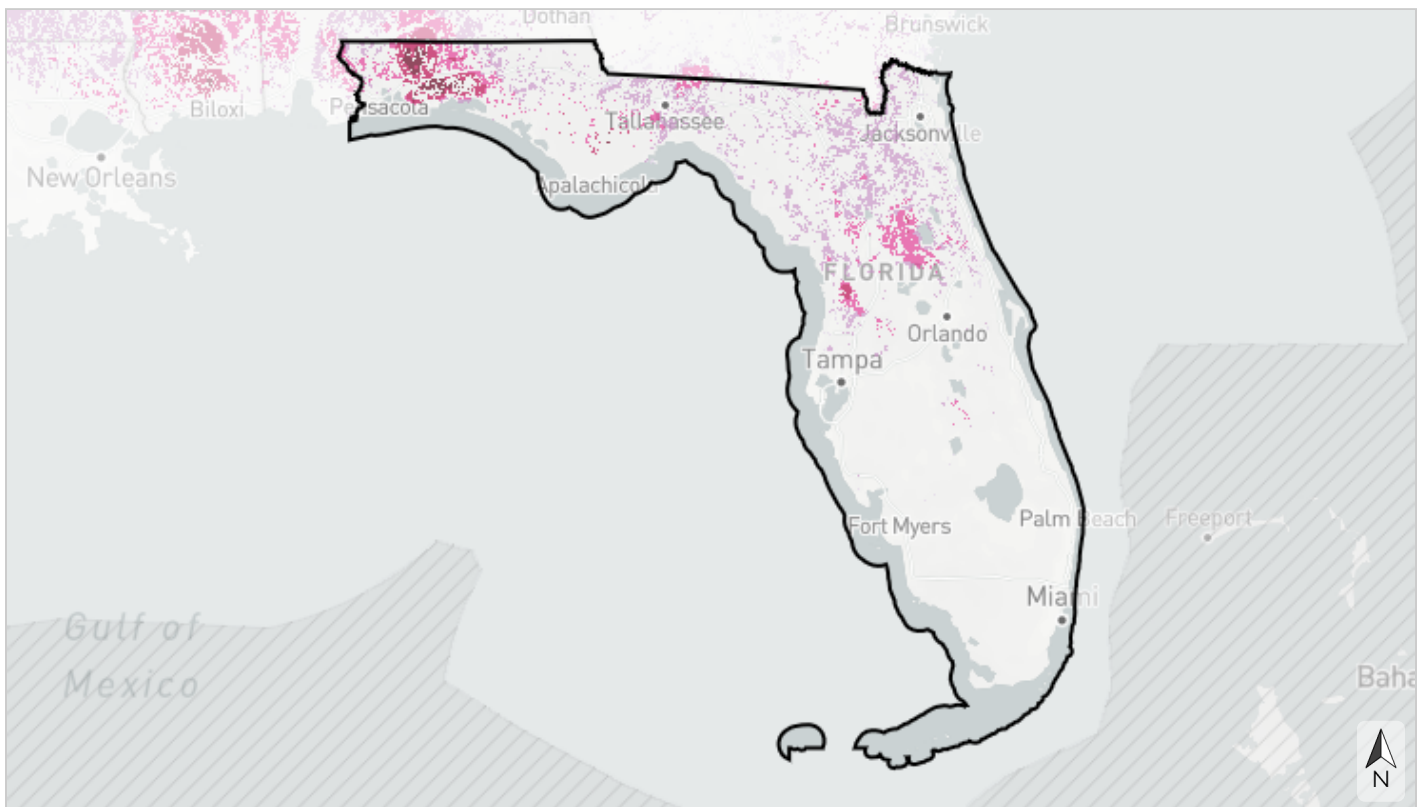 Dothan
Brunswick
Biloxi
Pensacola
Tallahassee
Jacksonville
New Orleans
Apalachicola
FLORIDA
Orlando
Tampa
Fort Myers
Palm Beach
Freeport
Miami
Gulf of
Mexico
Baha
N